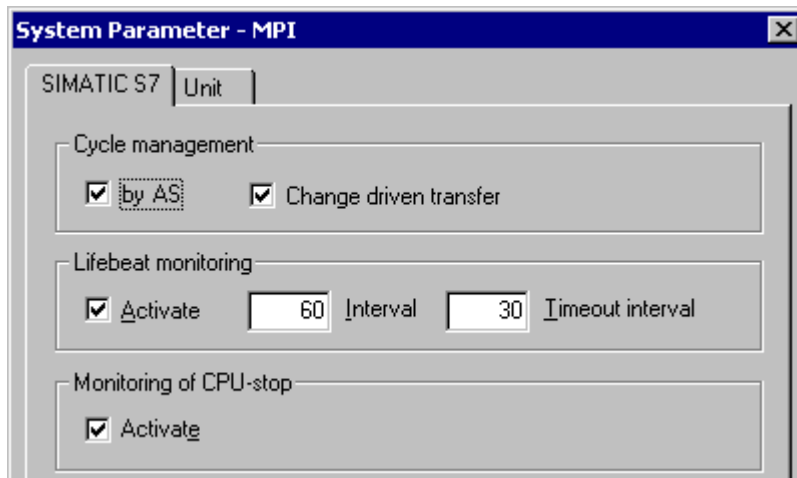 System Parameter - MPI
SIMATIC S7 Unit
Cycle management
by AS Change driven transfer
Lifebeat monitoring
Activate 60 Interval 30 Timeout interval
Monitoring of CPU-stop
Activate